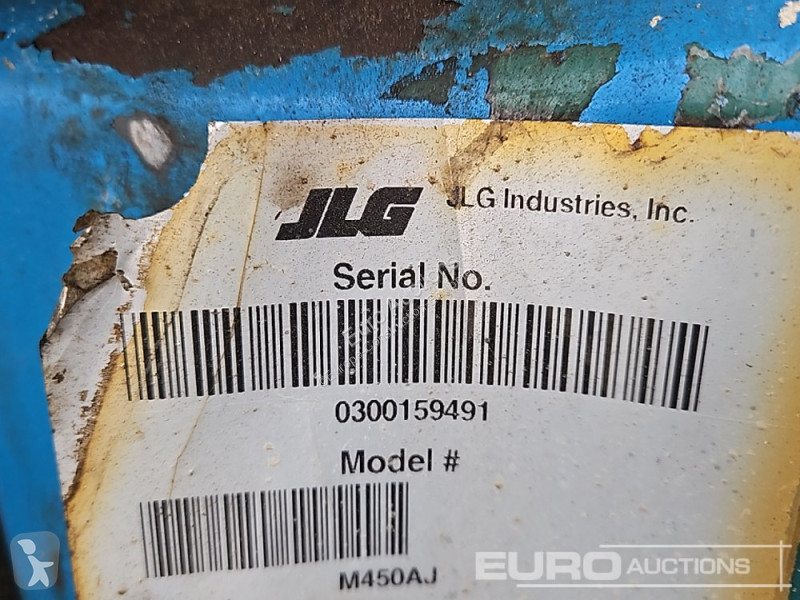 JLG
JLG Industries, Inc.
Serial No.
0300159491
Model #
M450AJ
EURO AUCTIONS